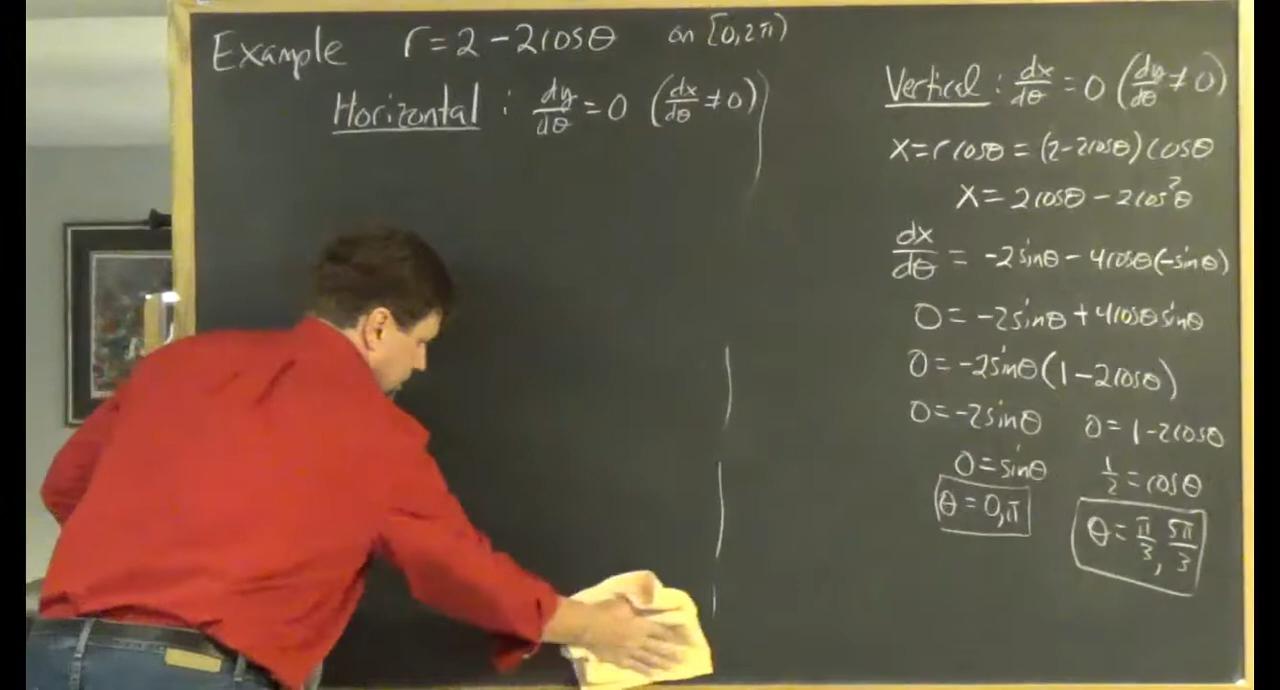 Example r = 2 - 2cosθ on [0, 2π)
Horizontal : dy/dθ = 0 (dx/dθ ≠ 0)
Vertical : dx/dθ = 0 (dy/dθ ≠ 0)
x = r cosθ = (2 - 2cosθ) cosθ
x = 2cosθ - 2cos²θ
dx/dθ = -2sinθ - 4cosθ(-sinθ)
0 = -2sinθ + 4cosθ sinθ
0 = -2sinθ(1 - 2cosθ)
0 = -2sinθ 0 = 1 - 2cosθ
0 = sinθ 1/2 = cosθ
θ = 0, π θ = π/3, 5π/3